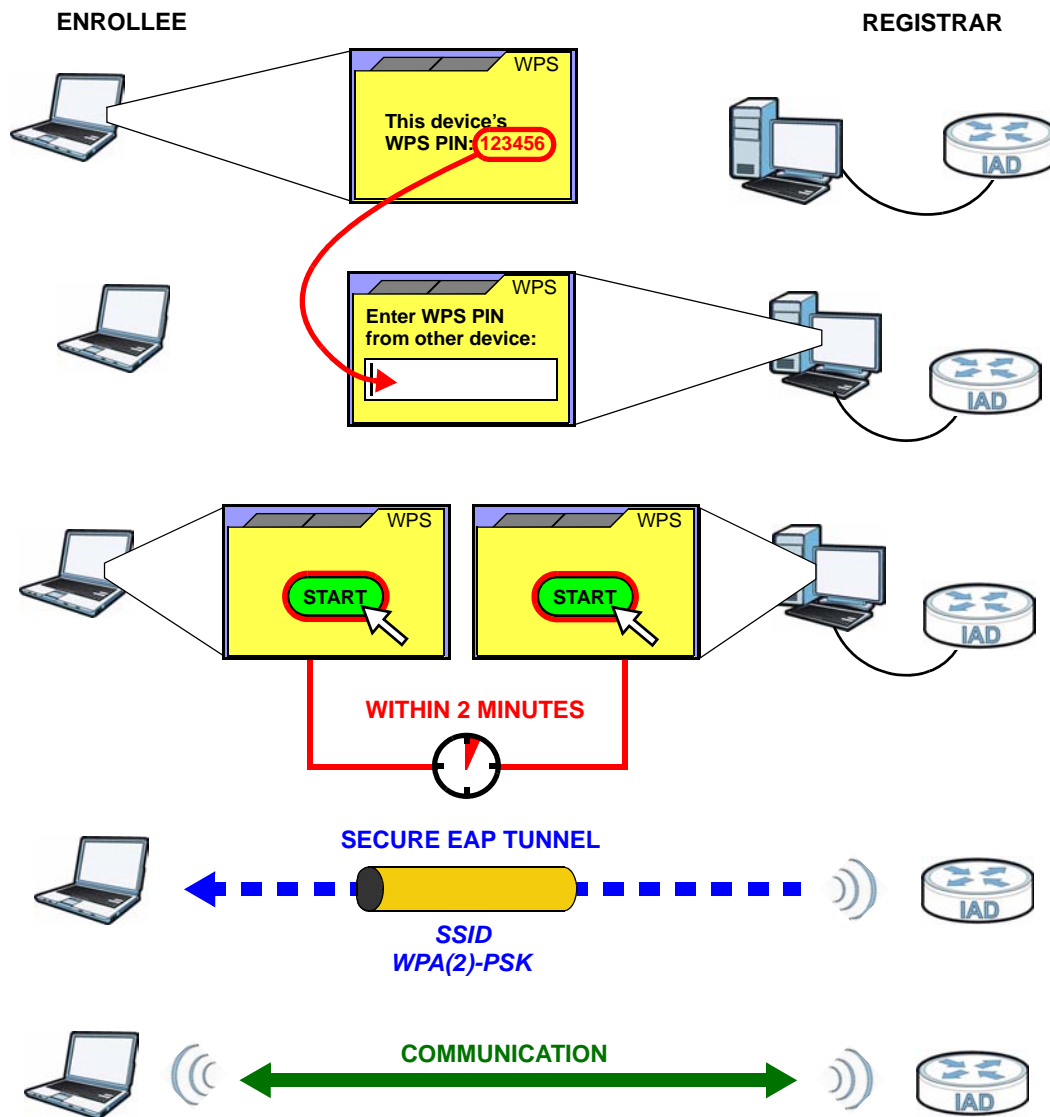 ENROLLEE
REGISTRAR
WPS
This device's
WPS PIN: 123456
IAD
WPS
Enter WPS PIN
from other device:
IAD
WPS
START
WPS
START
IAD
WITHIN 2 MINUTES
SECURE EAP TUNNEL
SSID
WPA(2)-PSK
IAD
COMMUNICATION
IAD